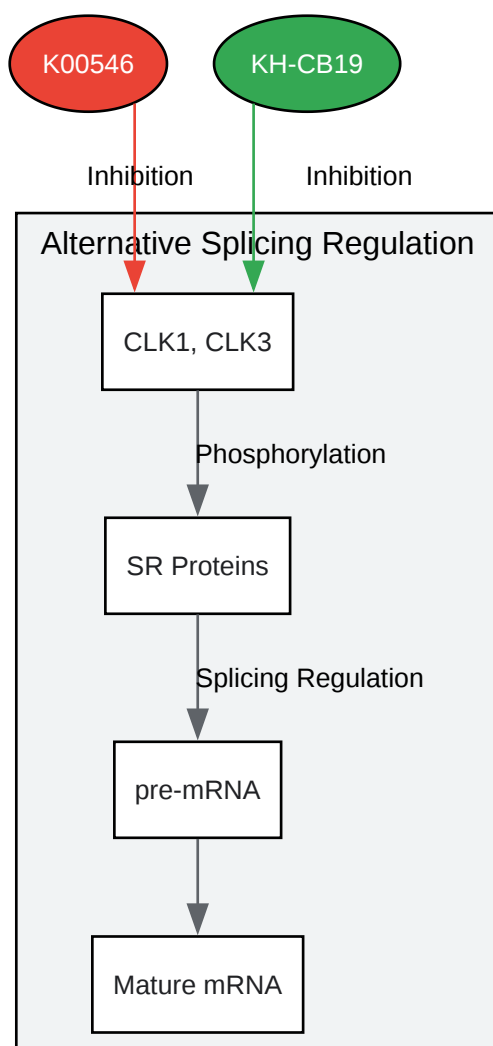 K00546
KH-CB19
Inhibition
Inhibition
Alternative Splicing Regulation
CLK1, CLK3
Phosphorylation
SR Proteins
Splicing Regulation
pre-mRNA
Mature mRNA